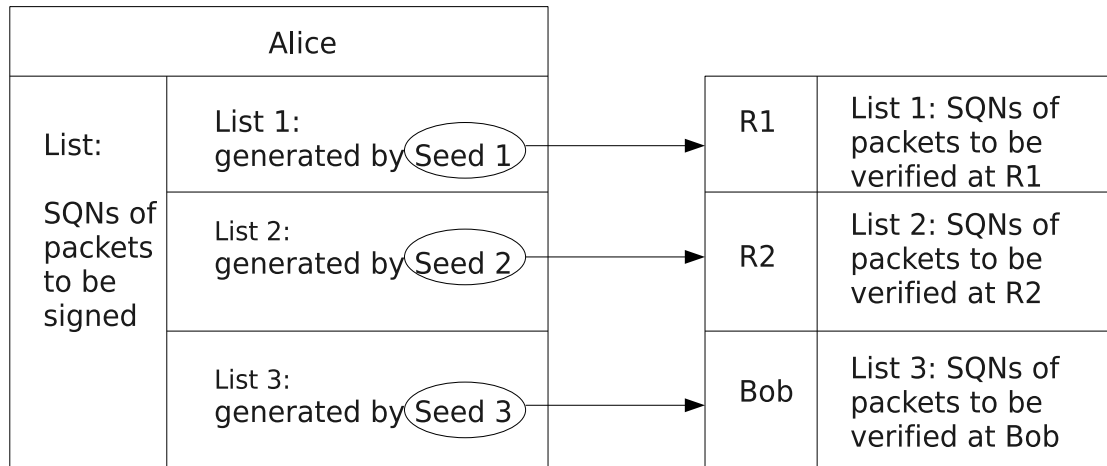 Alice
List:
SQNs of
packets
to be
signed
List 1:
generated by Seed 1
List 2:
generated by Seed 2
List 3:
generated by Seed 3
R1
List 1: SQNs of
packets to be
verified at R1
R2
List 2: SQNs of
packets to be
verified at R2
Bob
List 3: SQNs of
packets to be
verified at Bob